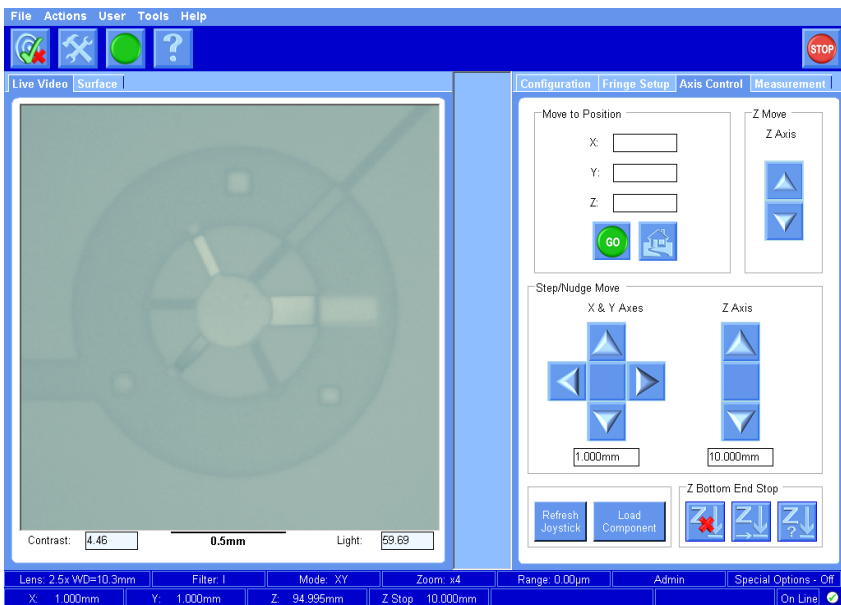 File Actions User Tools Help
?
STOP
Live Video Surface
Configuration Fringe Setup Axis Control Measurement
Move to Position
Z Move
Z Axis
X:
Y:
Z:
GO
Step/Nudge Move
X & Y Axes
Z Axis
1.000mm
10.000mm
Z Bottom End Stop
Refresh
Joystick
Load
Component
Z Z Z?
Contrast: 4.46 0.5mm Light: 59.69
Lens: 2.5x WD=10.3mm Filter: I Mode: XY Zoom: x4 Range: 0.00µm Admin Special Options - Off
X: 1.000mm Y: 1.000mm Z: 94.995mm Z Stop 10.000mm On Line